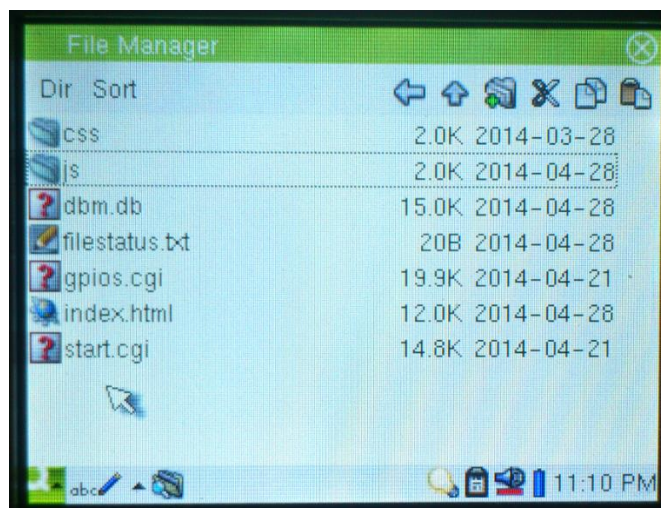 File Manager
Dir Sort
css 2.0K 2014-03-28
js 2.0K 2014-04-28
dbm.db 15.0K 2014-04-28
filestatus.txt 20B 2014-04-28
gpios.cgi 19.9K 2014-04-21
index.html 12.0K 2014-04-28
start.cgi 14.8K 2014-04-21
abc 11:10 PM